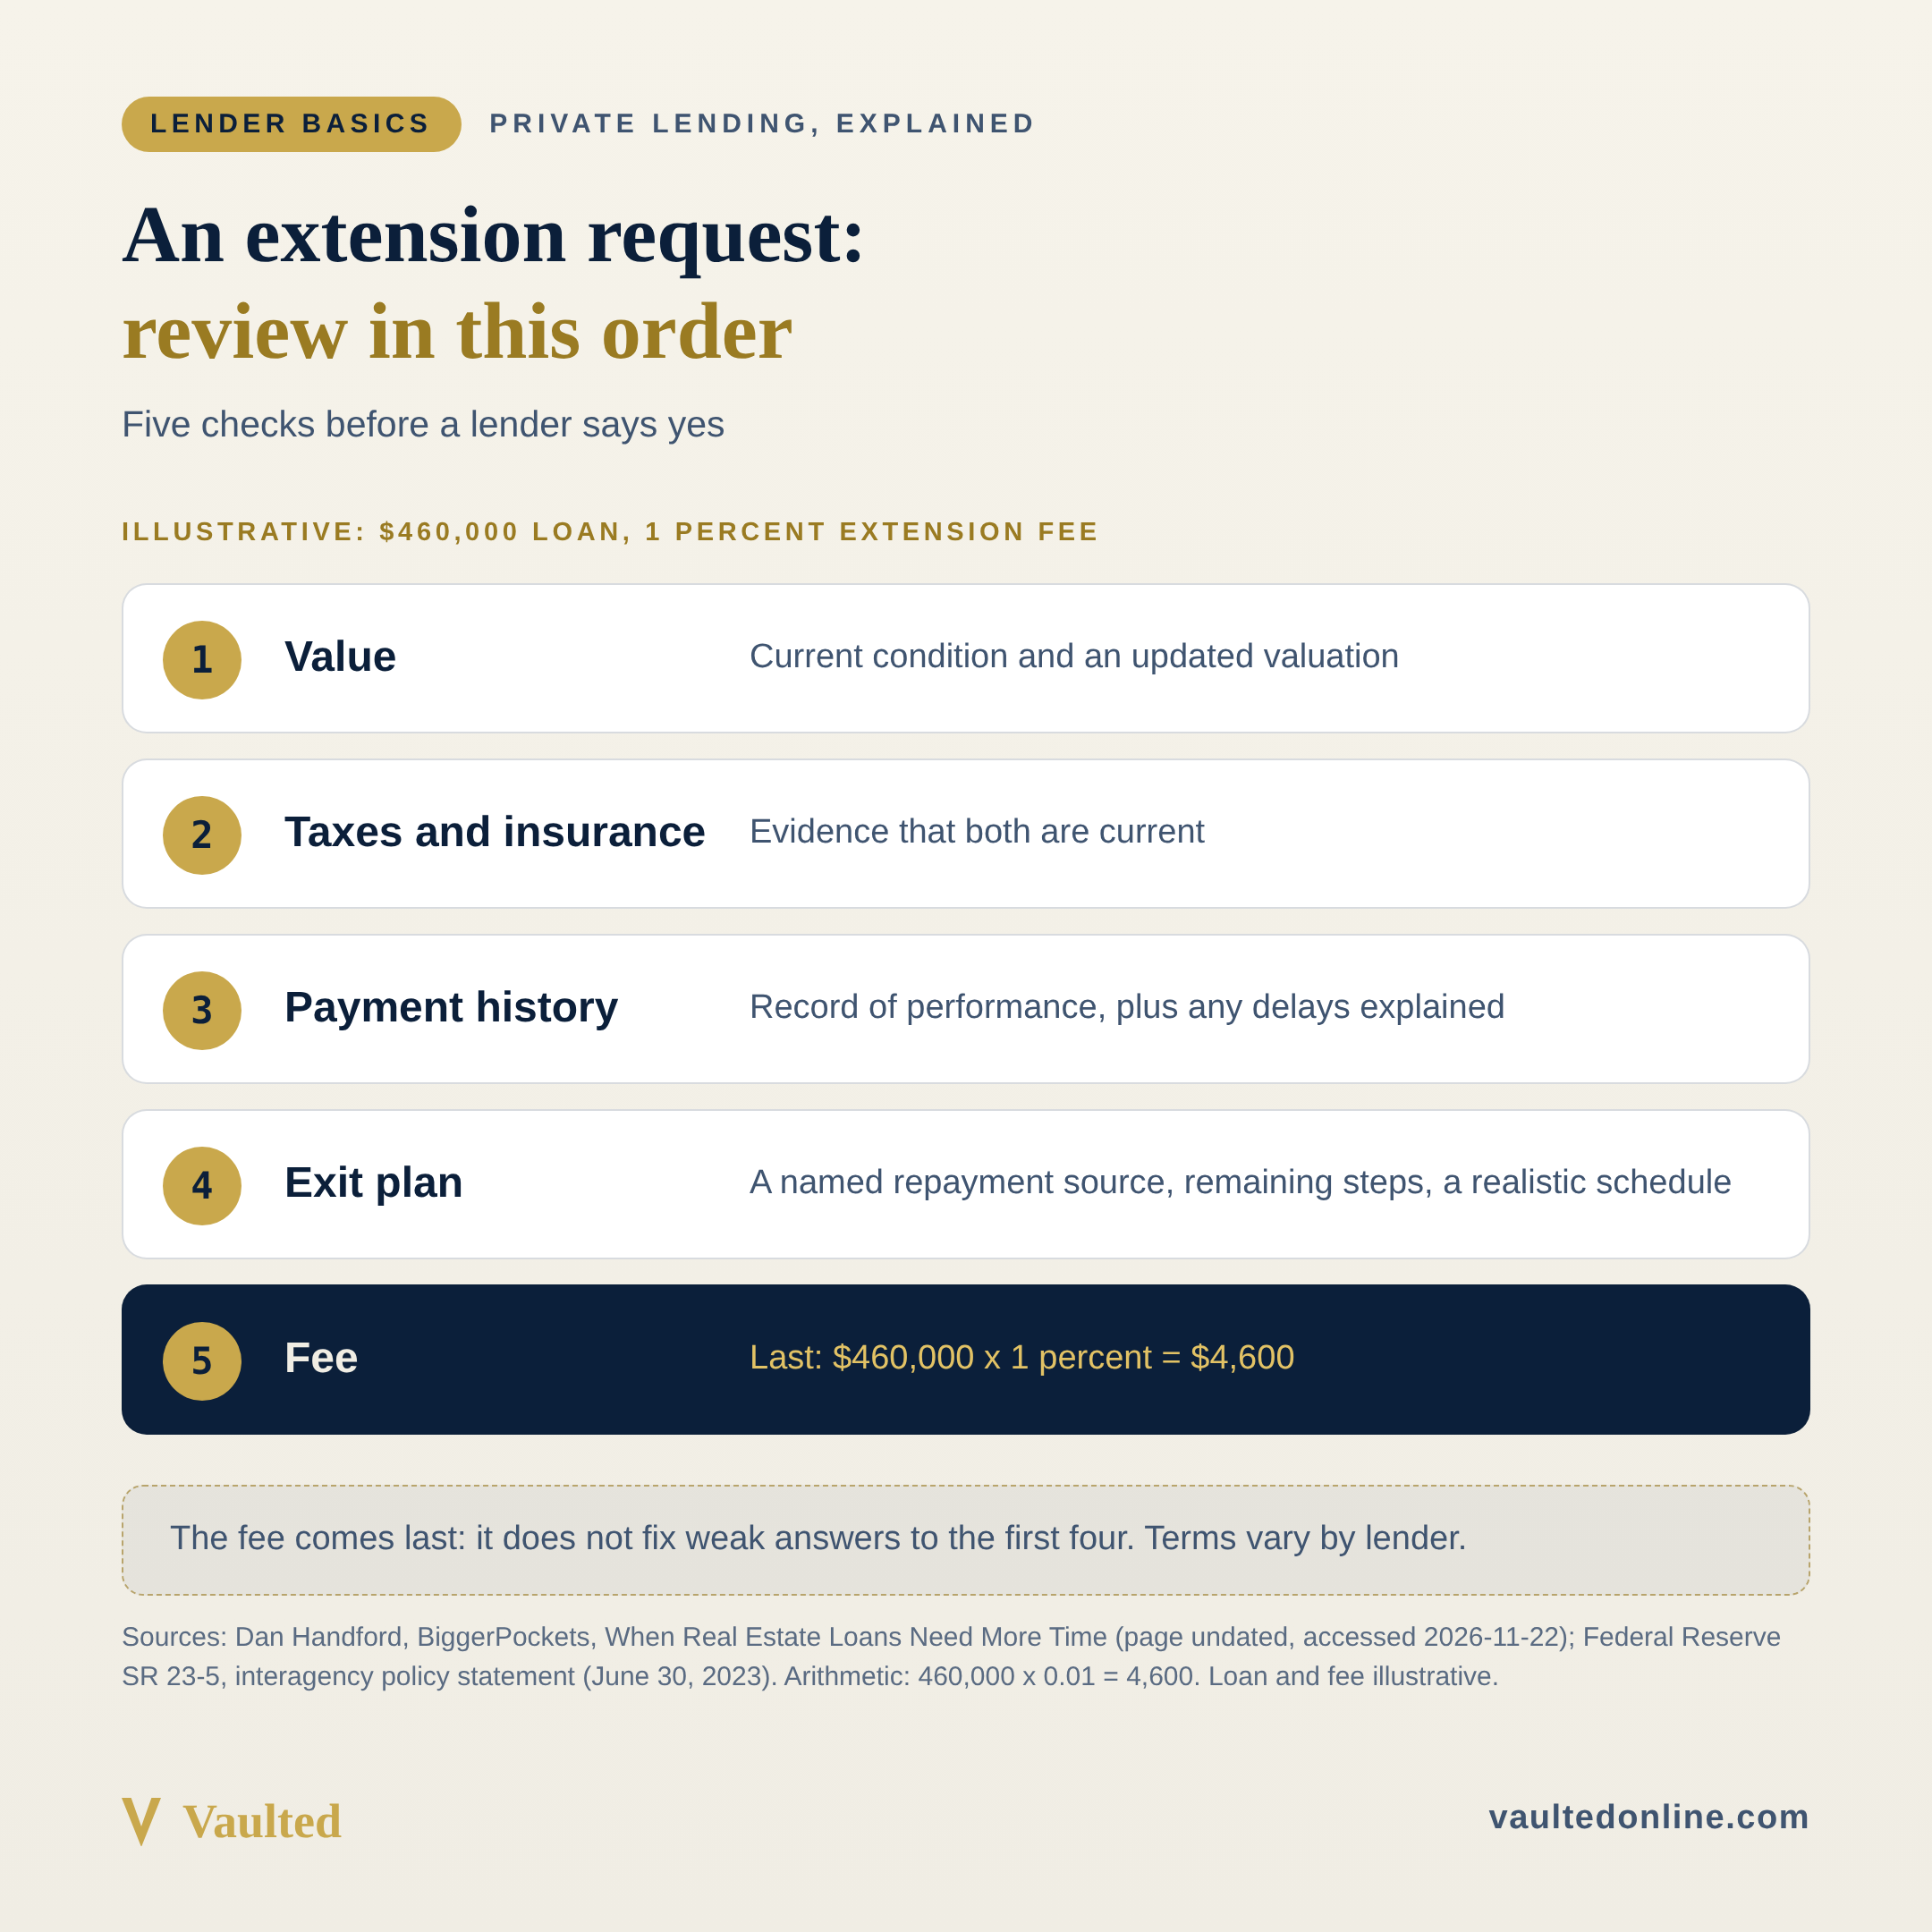 LENDER BASICS PRIVATE LENDING, EXPLAINED
An extension request:
review in this order
Five checks before a lender says yes
ILLUSTRATIVE: $460,000 LOAN, 1 PERCENT EXTENSION FEE
1 Value Current condition and an updated valuation
2 Taxes and insurance Evidence that both are current
3 Payment history Record of performance, plus any delays explained
4 Exit plan A named repayment source, remaining steps, a realistic schedule
5 Fee Last: $460,000 x 1 percent = $4,600
The fee comes last: it does not fix weak answers to the first four. Terms vary by lender.
Sources: Dan Handford, BiggerPockets, When Real Estate Loans Need More Time (page undated, accessed 2026-11-22); Federal Reserve
SR 23-5, interagency policy statement (June 30, 2023). Arithmetic: 460,000 x 0.01 = 4,600. Loan and fee illustrative.
Vaulted vaultedonline.com